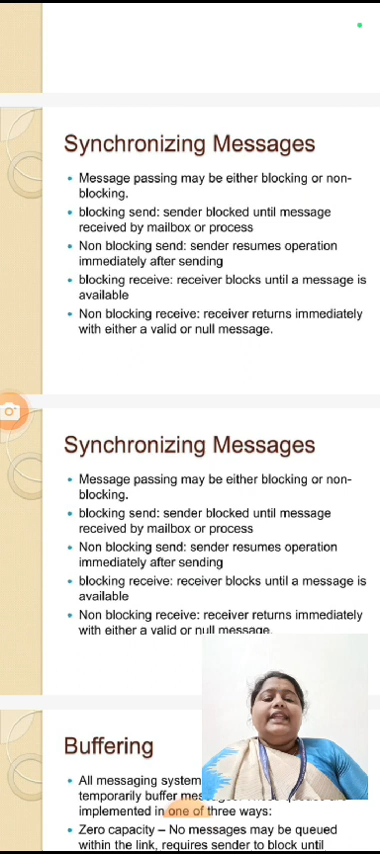 Synchronizing Messages
Message passing may be either blocking or non-
blocking.
blocking send: sender blocked until message
received by mailbox or process
Non blocking send: sender resumes operation
immediately after sending
blocking receive: receiver blocks until a message is
available
Non blocking receive: receiver returns immediately
with either a valid or null message.
Synchronizing Messages
Message passing may be either blocking or non-
blocking.
blocking send: sender blocked until message
received by mailbox or process
Non blocking send: sender resumes operation
immediately after sending
blocking receive: receiver blocks until a message is
available
Non blocking receive: receiver returns immediately
with either a valid or null message.
Buffering
All messaging system
temporarily buffer
implemented in one of three ways:
Zero capacity – No messages may be queued
within the link, requires sender to block until